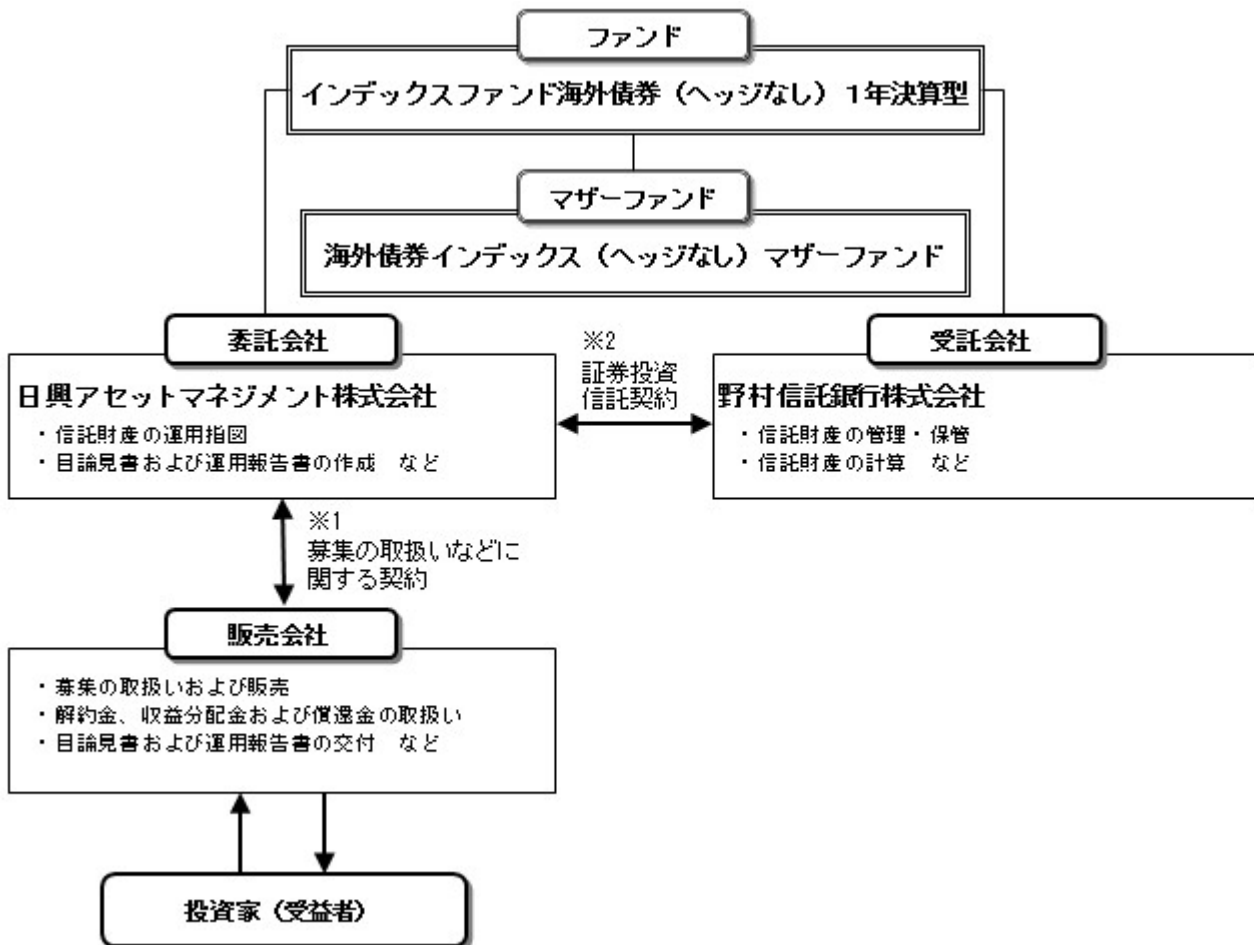 ファンド
インデックスファンド海外債券（ヘッジなし）１年決算型
マザーファンド
海外債券インデックス（ヘッジなし）マザーファンド
委託会社
日興アセットマネジメント株式会社
・信託財産の運用指図
・目論見書および運用報告書の作成　など
※2
証券投資
信託契約
受託会社
野村信託銀行株式会社
・信託財産の管理・保管
・信託財産の計算　など
※1
募集の取扱いなどに
関する契約
販売会社
・募集の取扱いおよび販売
・解約金、収益分配金および償還金の取扱い
・目論見書および運用報告書の交付　など
投資家（受益者）